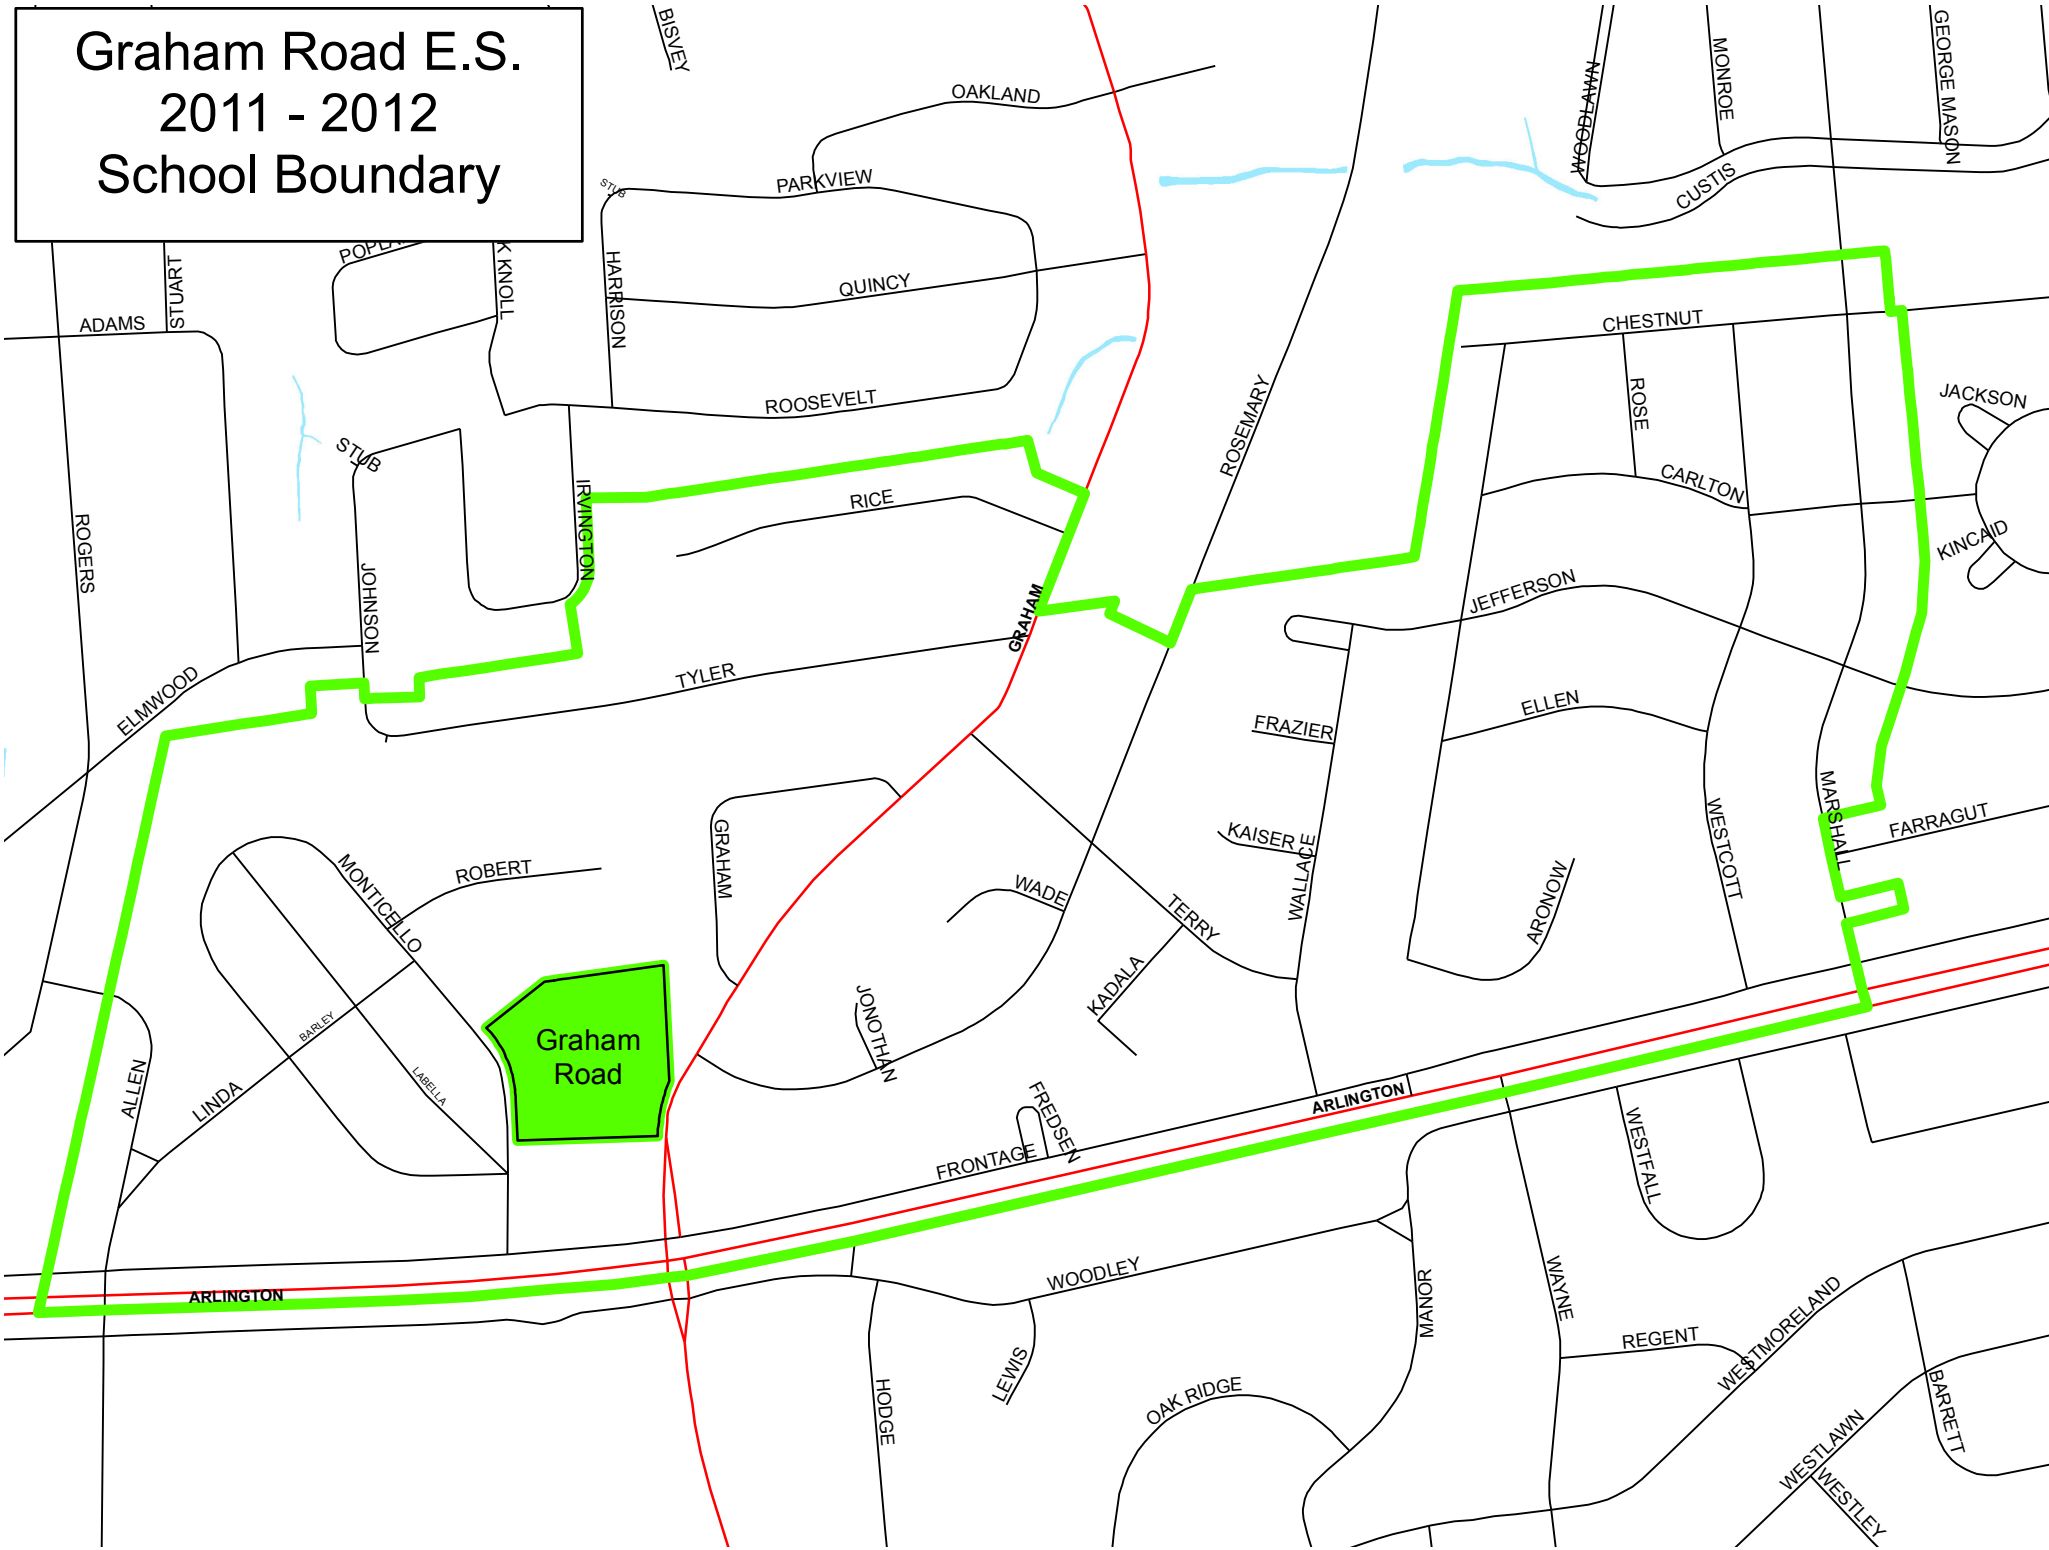 Graham Road E.S.
2011 - 2012
School Boundary
BISVEY
OAKLAND
WOODLAWN
MONROE
GEORGE MASON
STUB
PARKVIEW
CUSTIS
STUART
K KNOLL
HARRISON
QUINCY
ADAMS
CHESTNUT
ROSE
JACKSON
ROOSEVELT
ROSEMARY
STUB
IRVINGTON
RICE
CARLTON
ROGERS
KINCAID
JOHNSON
GRAHAM
JEFFERSON
ELMWOOD
TYLER
FRAZIER
ELLEN
MARSHALL
WESTCOTT
FARRAGUT
GRAHAM
KAISER
WALLACE
MONTICELLO
ROBERT
WADE
TERRY
ARONOW
KADALA
JONOTHAN
BARLEY
Graham
Road
ALLEN
LINDA
LABELLA
FREDSEN
ARLINGTON
FRONTAGE
WESTFALL
WOODLEY
ARLINGTON
MANOR
WAYNE
REGENT
WESTMORELAND
LEWIS
HODGE
OAK RIDGE
BARRETT
WESTLAWN
WESTLEY